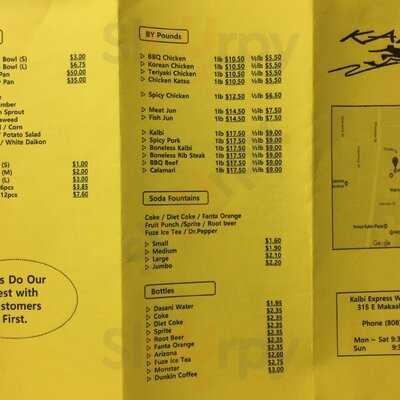 Bowl (S) $3.00
Bowl (L) $6.75
Pan $50.00
Pan $35.00
Sprout
/ Corn
Potato Salad
/ White Daikon
(S) $1.00
(M) $2.00
(L) $3.00
6pcs $3.85
12pcs $7.60
s Do Our
est with
stomers
First.
BY Pounds
BBQ Chicken 1lb $10.50 ½lb $5.50
Korean Chicken 1lb $10.50 ½lb $5.50
Teriyaki Chicken 1lb $10.50 ½lb $5.50
Chicken Katsu 1lb $10.50 ½lb $5.50
Spicy Chicken 1lb $12.50 ½lb $6.50
Meat Jun 1lb $14.50 ½lb $7.50
Fish Jun 1lb $14.50 ½lb $7.50
Kalbi 1lb $17.50 ½lb $9.00
Spicy Pork 1lb $17.50 ½lb $9.00
Boneless Kalbi 1lb $17.50 ½lb $9.00
Boneless Rib Steak 1lb $17.50 ½lb $9.00
BBQ Beef 1lb $17.50 ½lb $9.00
Calamari 1lb $17.50 ½lb $9.00
Soda Fountains
Coke / Diet Coke / Fanta Orange
Fruit Punch /Sprite / Root beer
Fuze Ice Tea / Dr.Pepper
Small $1.60
Medium $1.90
Large $2.10
Jumbo $2.20
Bottles
Dasani Water $1.95
Coke $2.35
Diet Coke $2.35
Sprite $2.35
Root Beer $2.35
Fanta Orange $2.35
Arizona $2.60
Fuze Ice Tea $2.75
Monster $2.75
Dunkin Coffee $3.00
Google
Kalbi Express W
315 E Makaal
Phone (808)
Mon ~ Sat 9:3
Sun 9:3